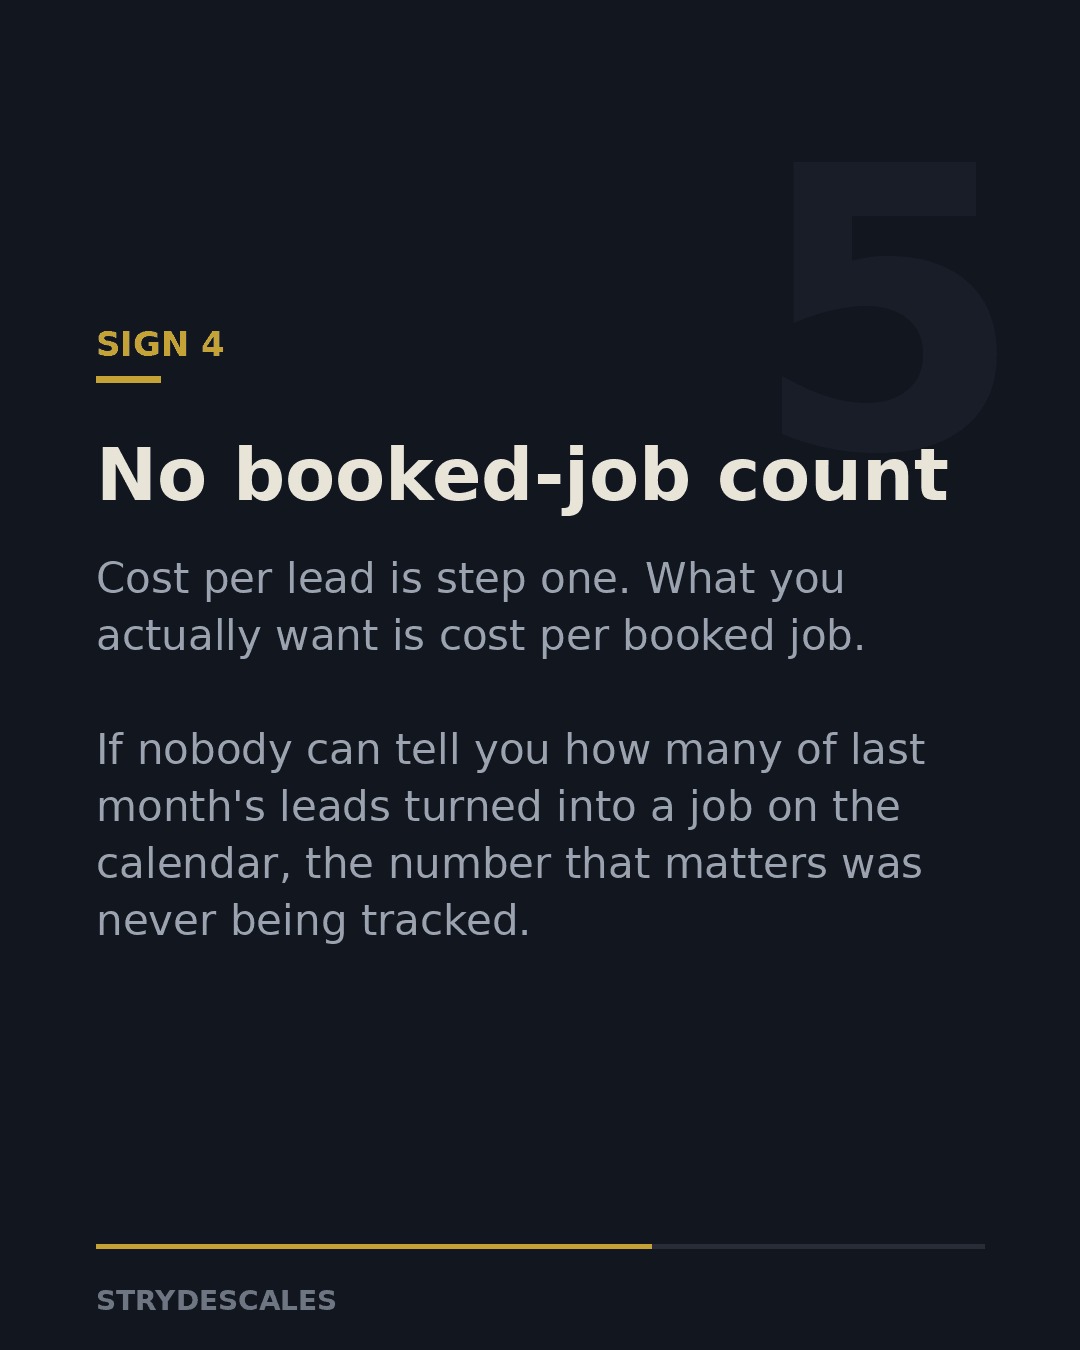 5
SIGN 4
No booked-job count
Cost per lead is step one. What you
actually want is cost per booked job.
If nobody can tell you how many of last
month's leads turned into a job on the
calendar, the number that matters was
never being tracked.
STRYDESCALES